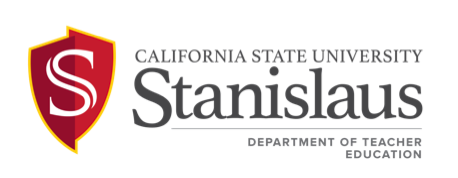 S
CALIFORNIA STATE UNIVERSITY
Stanislaus
DEPARTMENT OF TEACHER
EDUCATION